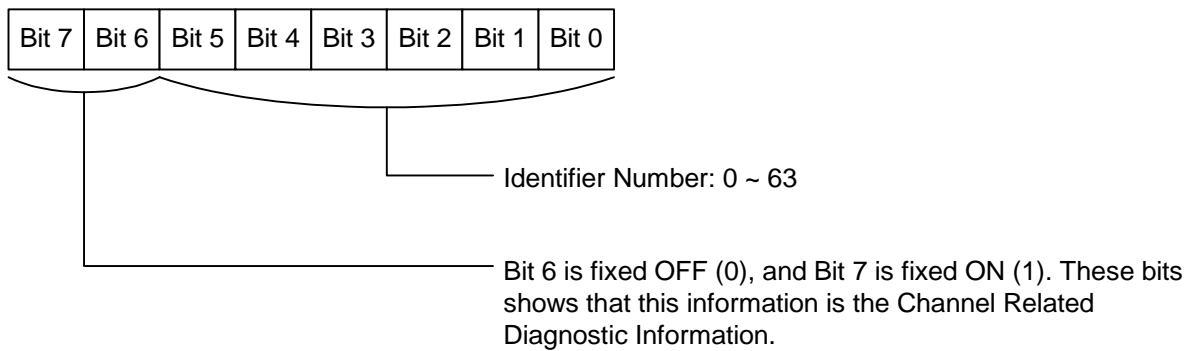 Bit 7 Bit 6 Bit 5 Bit 4 Bit 3 Bit 2 Bit 1 Bit 0
Identifier Number: 0 ~ 63
Bit 6 is fixed OFF (0), and Bit 7 is fixed ON (1). These bits
shows that this information is the Channel Related
Diagnostic Information.